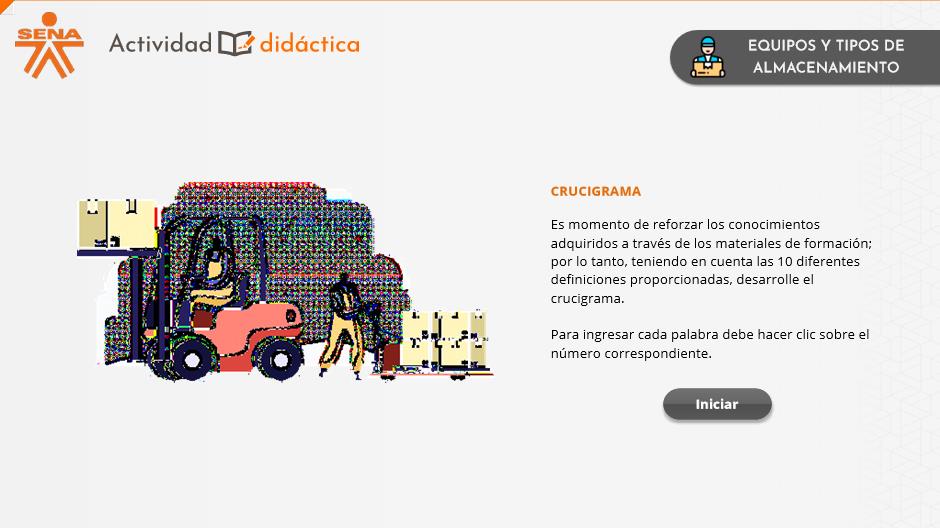 SENA
Actividad didáctica
EQUIPOS Y TIPOS DE
ALMACENAMIENTO
CRUCIGRAMA
Es momento de reforzar los conocimientos
adquiridos a través de los materiales de formación;
por lo tanto, teniendo en cuenta las 10 diferentes
definiciones proporcionadas, desarrolle el
crucigrama.
Para ingresar cada palabra debe hacer clic sobre el
número correspondiente.
Iniciar